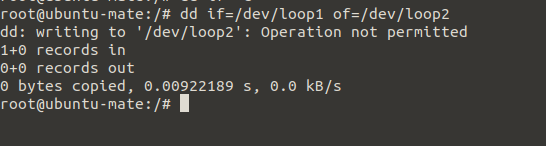 root@ubuntu-mate:/# dd if=/dev/loop1 of=/dev/loop2
dd: writing to '/dev/loop2': Operation not permitted
1+0 records in
0+0 records out
0 bytes copied, 0.00922189 s, 0.0 kB/s
root@ubuntu-mate:/#